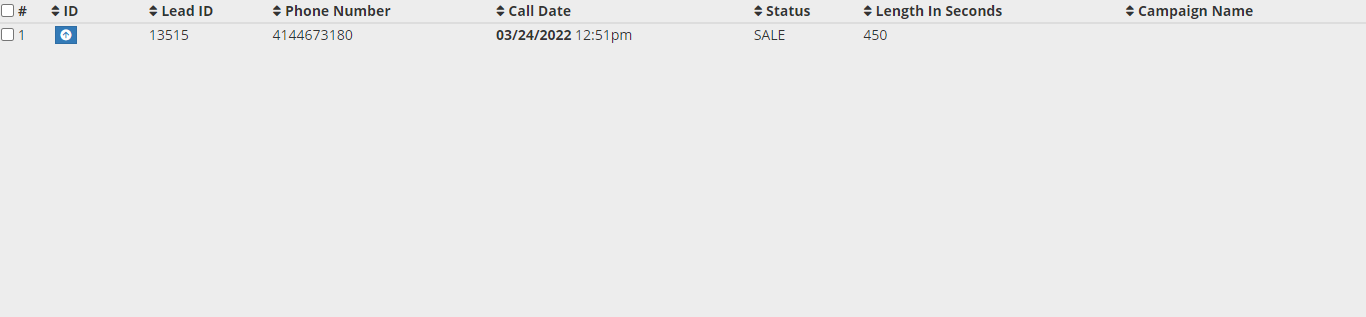 # ID Lead ID Phone Number Call Date Status Length In Seconds Campaign Name
1 13515 4144673180 03/24/2022 12:51pm SALE 450